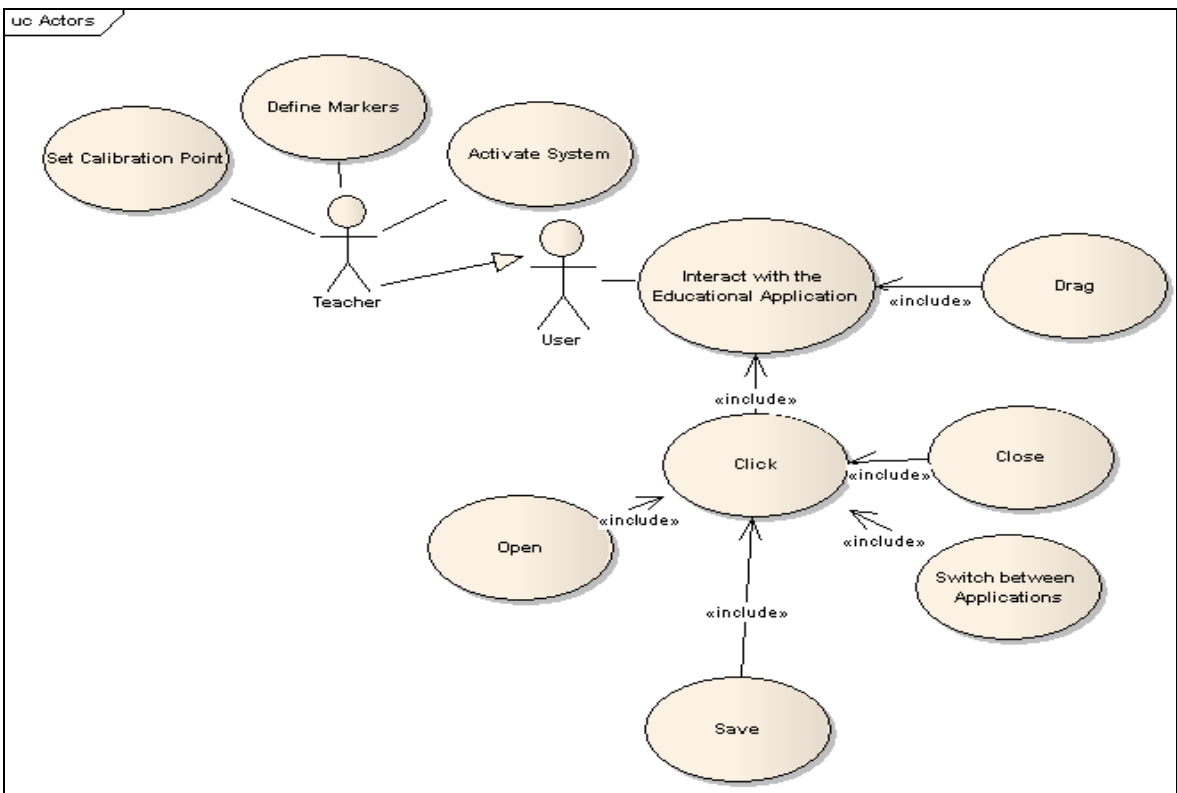 uc Actors
Define Markers
Set Calibration Point
Activate System
Teacher
User
Interact with the
Educational Application
«include»
Drag
«include»
Click
«include»
Close
«include»
Open
«include»
Switch between
Applications
«include»
Save